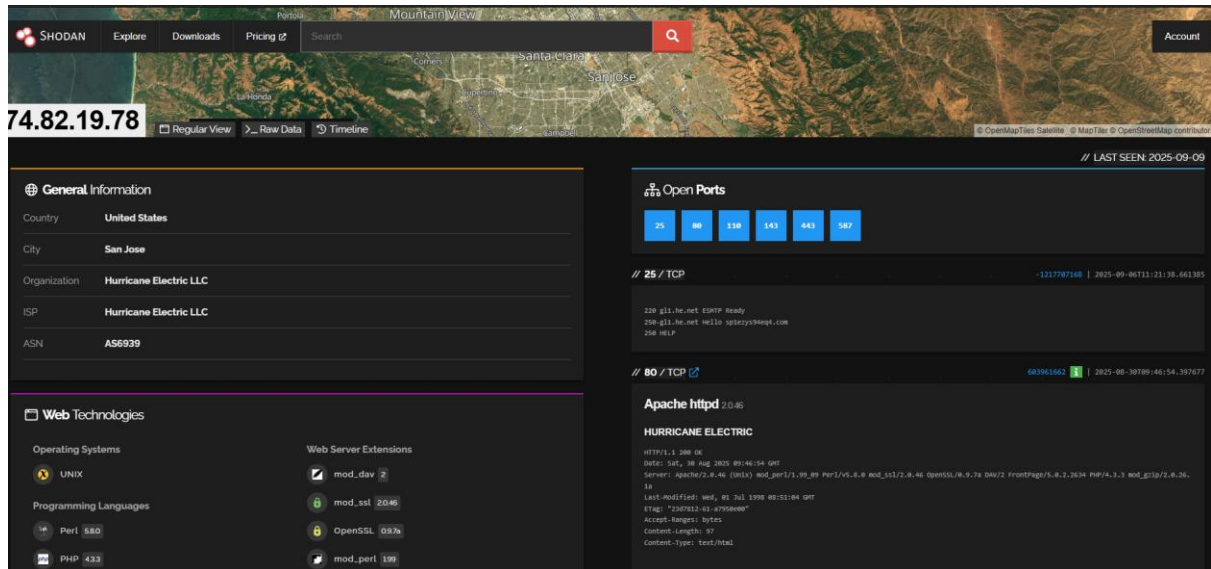 Portola
Mountain View
SHODAN
Explore
Downloads
Pricing
Search
Account
Corners
Santa Clara
San Jose
Cupertino
La Honda
Campbell
74.82.19.78
Regular View
>_ Raw Data
Timeline
© OpenMapTiles Satellite © MapTiler © OpenStreetMap contributor
// LAST SEEN: 2025-09-09
General Information
Country United States
City San Jose
Organization Hurricane Electric LLC
ISP Hurricane Electric LLC
ASN AS6939
Web Technologies
Operating Systems
UNIX
Programming Languages
Perl 5.8.0
PHP 4.3.3
Web Server Extensions
mod_dav 2
mod_ssl 2.0.46
OpenSSL 0.9.7a
mod_perl 1.99
Open Ports
25 80 110 143 443 587
// 25 / TCP
-1217707168 | 2025-09-06T11:21:38.661385
220 gl1.he.net ESMTP Ready
250-gl1.he.net Hello
250 HELP
// 80 / TCP
603961662 | 2025-08-30T09:46:54.397677
Apache httpd 2.0.46
HURRICANE ELECTRIC
HTTP/1.1 200 OK
Date: Sat, 30 Aug 2025 09:46:54 GMT
Server: Apache/2.0.46 (Unix) mod_perl/1.99_09 Perl/v5.8.0 mod_ssl/2.0.46 OpenSSL/0.9.7a DAV/2 FrontPage/5.0.2.2634 PHP/4.3.3 mod_gzip/2.0.26.
1a
Last-Modified: Wed, 01 Jul 1998 08:51:04 GMT
ETag: "23d7812-61-a7950e00"
Accept-Ranges: bytes
Content-Length: 97
Content-Type: text/html